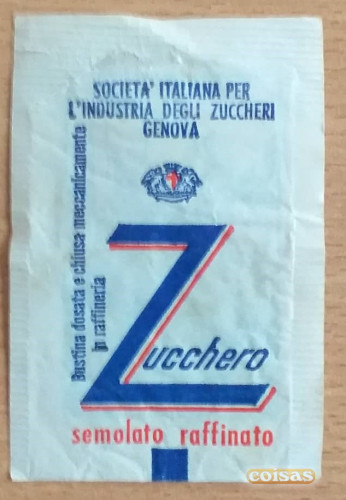 SOCIETA' ITALIANA PER
L'INDUSTRIA DEGLI ZUCCHERI
GENOVA
Bustina dosata e chiusa meccanicamente
in raffineria
Zucchero
semolato raffinato
coisas